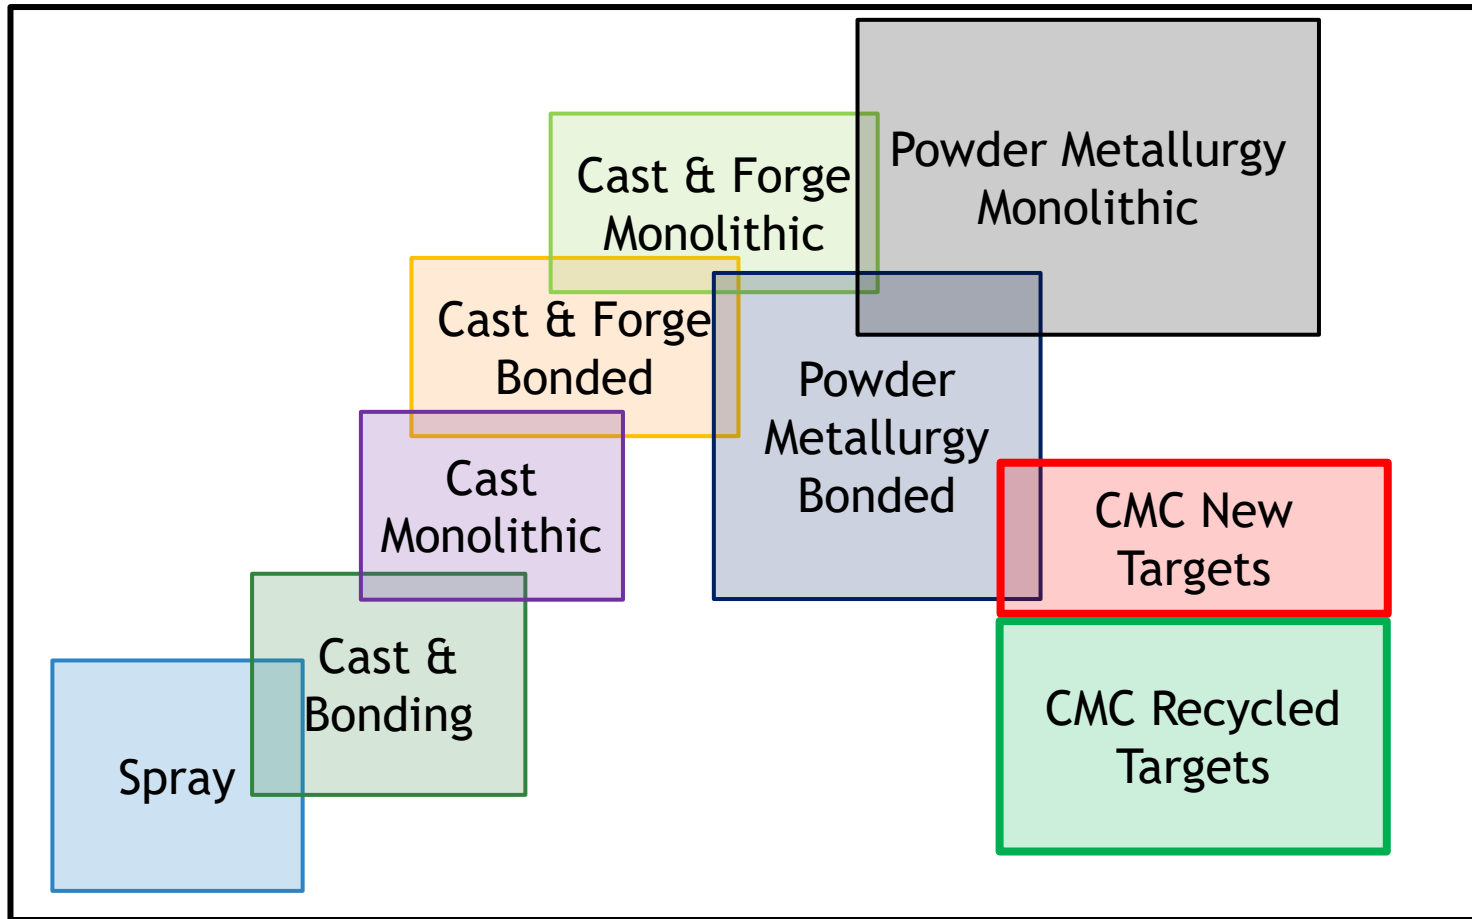 Powder Metallurgy
Monolithic
Cast & Forge
Monolithic
Cast & Forge
Bonded
Powder
Metallurgy
Bonded
Cast
Monolithic
CMC New
Targets
Cast &
Bonding
CMC Recycled
Targets
Spray